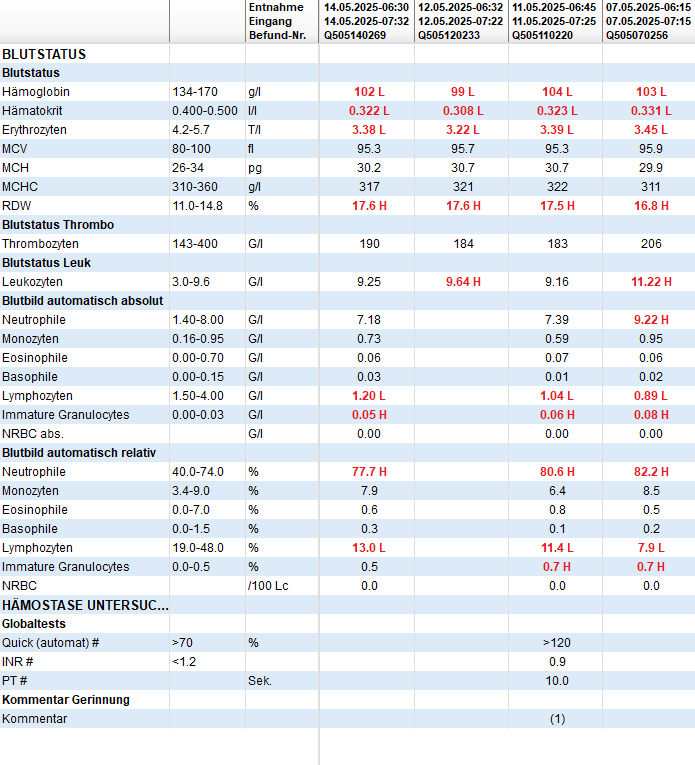 Entnahme 14.05.2025-06:30 12.05.2025-06:32 11.05.2025-06:45 07.05.2025-06:15
Eingang 14.05.2025-07:32 12.05.2025-07:22 11.05.2025-07:25 07.05.2025-07:15
Befund-Nr. Q505140269 Q505120233 Q505110220 Q505070256
BLUTSTATUS
Blutstatus
Hämoglobin 134-170 g/l 102 L 99 L 104 L 103 L
Hämatokrit 0.400-0.500 l/l 0.322 L 0.308 L 0.323 L 0.331 L
Erythrozyten 4.2-5.7 T/l 3.38 L 3.22 L 3.39 L 3.45 L
MCV 80-100 fl 95.3 95.7 95.3 95.9
MCH 26-34 pg 30.2 30.7 30.7 29.9
MCHC 310-360 g/l 317 321 322 311
RDW 11.0-14.8 % 17.6 H 17.6 H 17.5 H 16.8 H
Blutstatus Thrombo
Thrombozyten 143-400 G/l 190 184 183 206
Blutstatus Leuk
Leukozyten 3.0-9.6 G/l 9.25 9.64 H 9.16 11.22 H
Blutbild automatisch absolut
Neutrophile 1.40-8.00 G/l 7.18 7.39 9.22 H
Monozyten 0.16-0.95 G/l 0.73 0.59 0.95
Eosinophile 0.00-0.70 G/l 0.06 0.07 0.06
Basophile 0.00-0.15 G/l 0.03 0.01 0.02
Lymphozyten 1.50-4.00 G/l 1.20 L 1.04 L 0.89 L
Immature Granulocytes 0.00-0.03 G/l 0.05 H 0.06 H 0.08 H
NRBC abs. G/l 0.00 0.00 0.00
Blutbild automatisch relativ
Neutrophile 40.0-74.0 % 77.7 H 80.6 H 82.2 H
Monozyten 3.4-9.0 % 7.9 6.4 8.5
Eosinophile 0.0-7.0 % 0.6 0.8 0.5
Basophile 0.0-1.5 % 0.3 0.1 0.2
Lymphozyten 19.0-48.0 % 13.0 L 11.4 L 7.9 L
Immature Granulocytes 0.0-0.5 % 0.5 0.7 H 0.7 H
NRBC /100 Lc 0.0 0.0 0.0
HÄMOSTASE UNTERSUC...
Globaltests
Quick (automat) # >70 % >120
INR # <1.2 0.9
PT # Sek. 10.0
Kommentar Gerinnung
Kommentar (1)